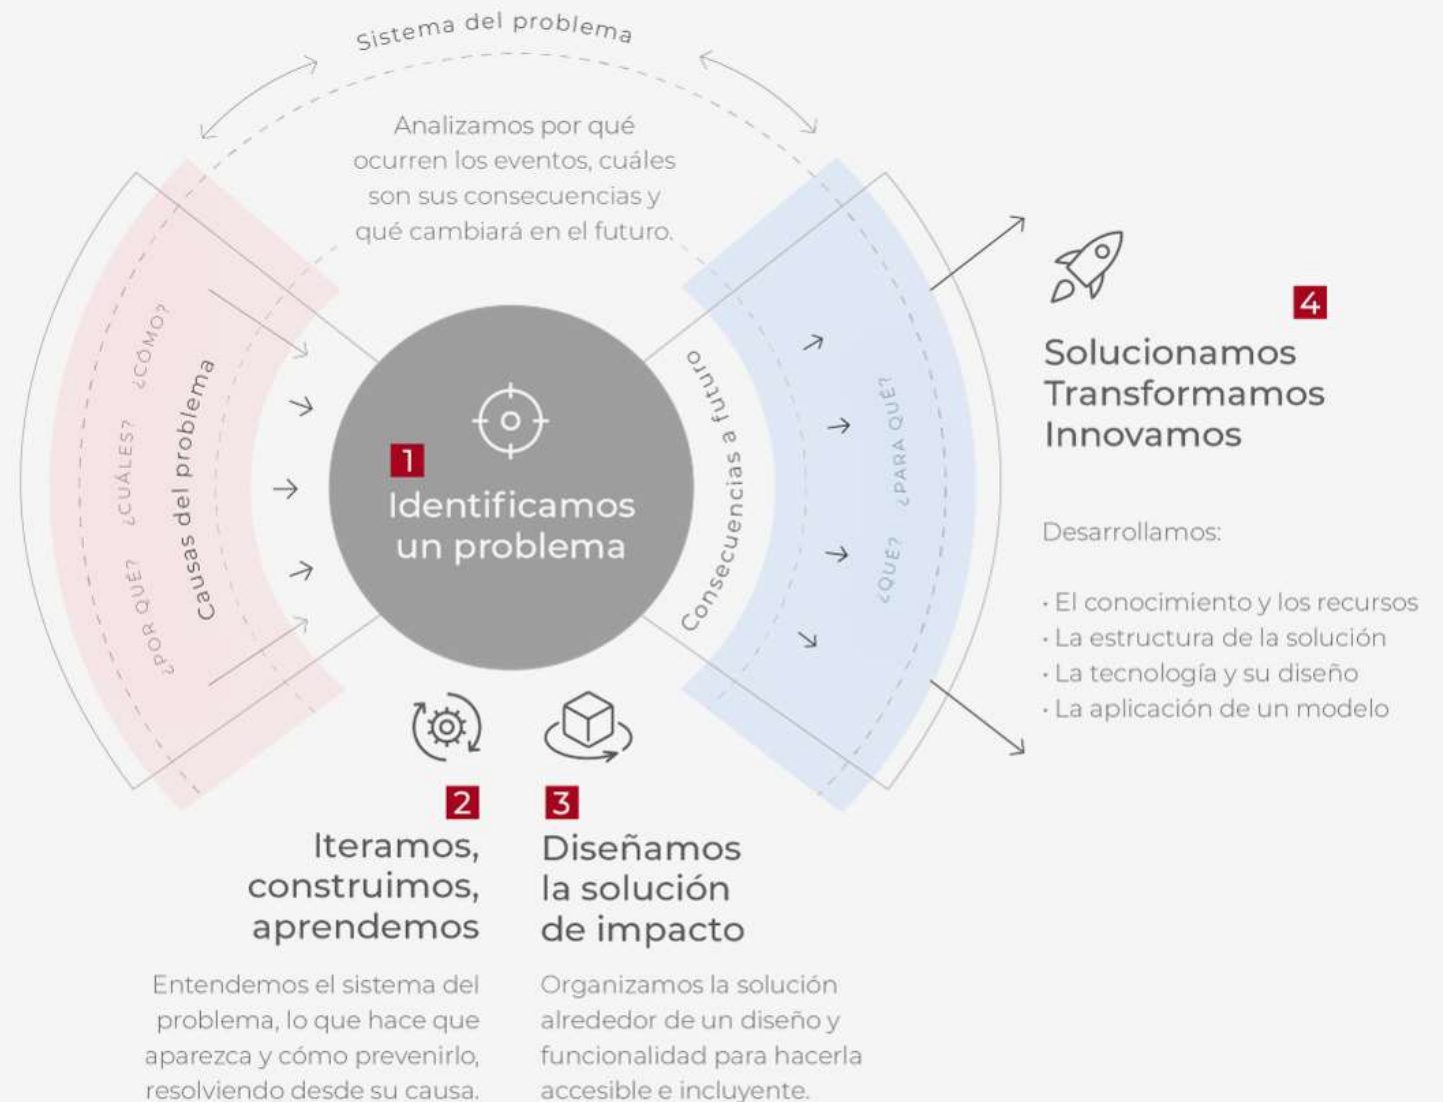 Sistema del problema
Analizamos por qué
ocurren los eventos, cuáles
son sus consecuencias y
qué cambiará en el futuro.
¿POR QUÉ? ¿CUÁLES? ¿CÓMO?
Causas del problema
1
Identificamos
un problema
Consecuencias a futuro
¿QUÉ? ¿PARA QUÉ?
2
Iteramos,
construimos,
aprendemos
Entendemos el sistema del
problema, lo que hace que
aparezca y cómo prevenirlo,
resolviendo desde su causa.
3
Diseñamos
la solución
de impacto
Organizamos la solución
alrededor de un diseño y
funcionalidad para hacerla
accesible e incluyente.
4
Solucionamos
Transformamos
Innovamos
Desarrollamos:
· El conocimiento y los recursos
· La estructura de la solución
· La tecnología y su diseño
· La aplicación de un modelo